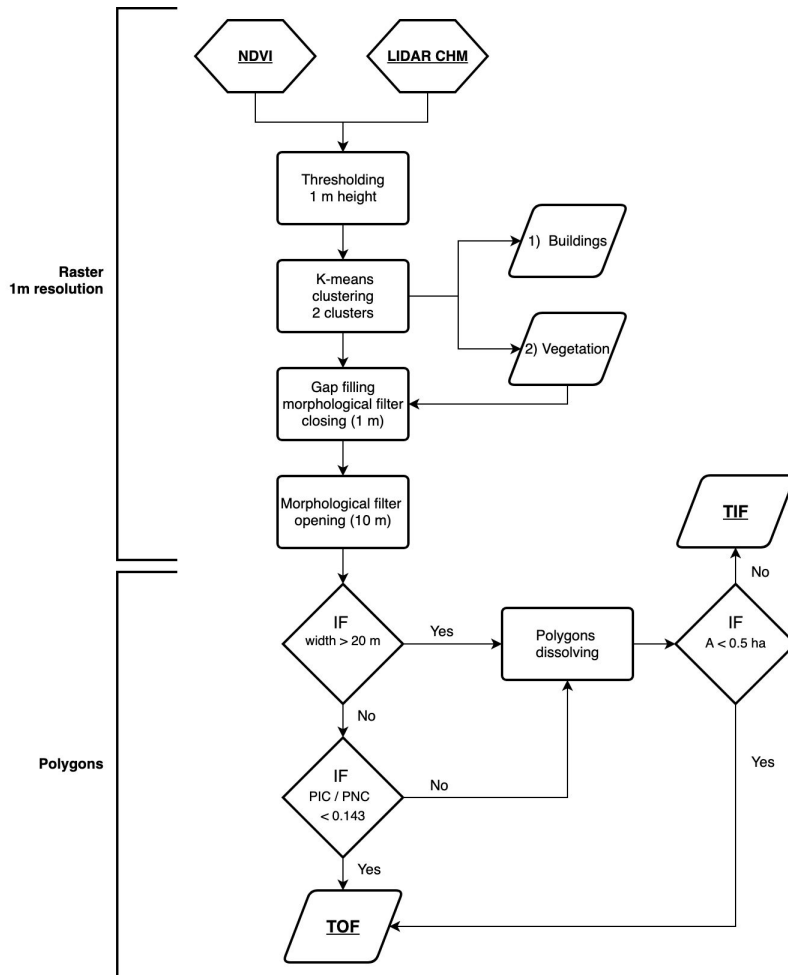 NDVI
LIDAR CHM
Thresholding
1 m height
1) Buildings
Raster
1m resolution
K-means
clustering
2 clusters
2) Vegetation
Gap filling
morphological filter
closing (1 m)
Morphological filter
opening (10 m)
TIF
No
IF
width > 20 m
Yes
Polygons
dissolving
IF
A < 0.5 ha
No
Polygons
IF
PIC / PNC
< 0.143
No
Yes
Yes
TOF